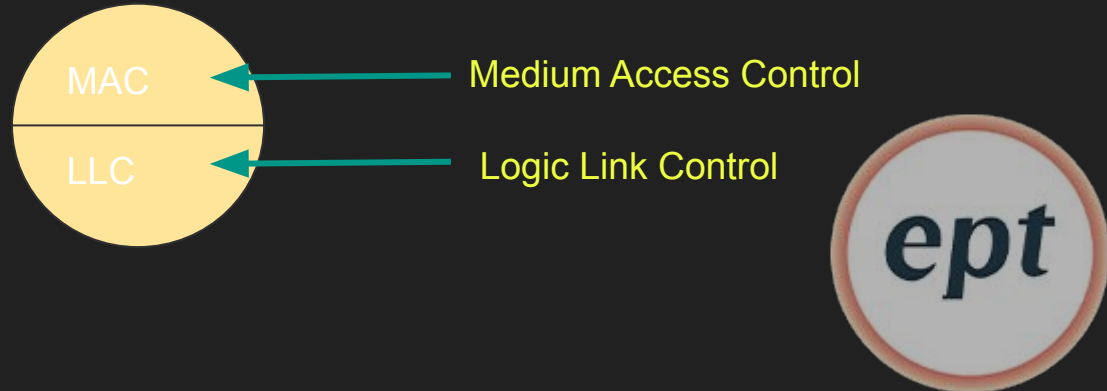 MAC
Medium Access Control
LLC
Logic Link Control
ept